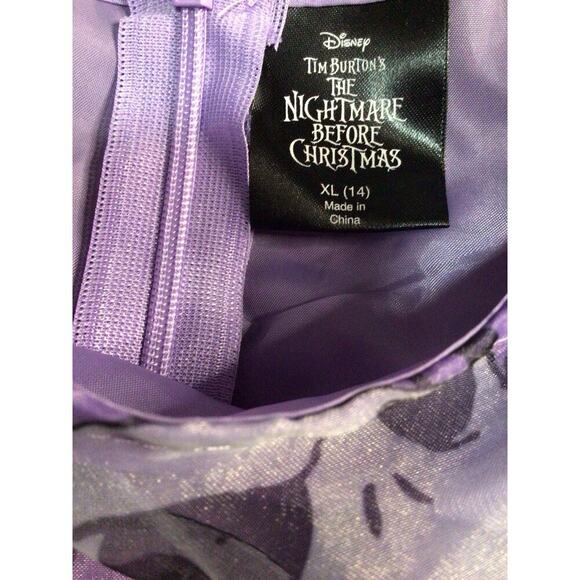 Disney
TIM BURTON'S
THE
NIGHTMARE
BEFORE
CHRISTMAS
XL (14)
Made in
China